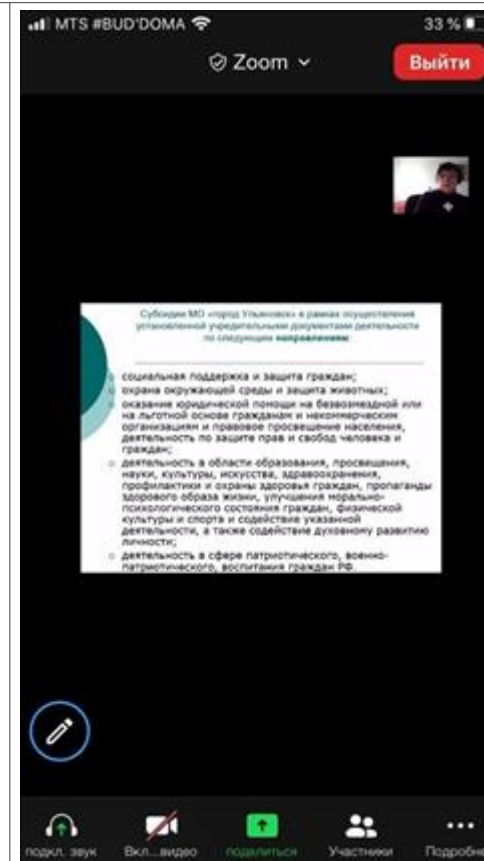 MTS #BUD'DOMA 33 %
Zoom
Выйти
Субсидии МО «город Ульяновск» в рамках осуществления
установленной учредительными документами деятельности
по следующим направлениям:
социальная поддержка и защита граждан;
охрана окружающей среды и защита животных;
оказание юридической помощи на безвозмездной или
на льготной основе гражданам и некоммерческим
организациям и правовое просвещение населения,
деятельность по защите прав и свобод человека и
граждан;
деятельность в области образования, просвещения,
науки, культуры, искусства, здравоохранения,
профилактики и охраны здоровья граждан, пропаганды
здорового образа жизни, улучшения морально-
психологического состояния граждан, физической
культуры и спорта и содействие указанной
деятельности, а также содействие духовному развитию
личности;
деятельность в сфере патриотического, военно-
патриотического, воспитания граждан РФ.
подкл. звук Вкл...видео поделиться Участники Подробне